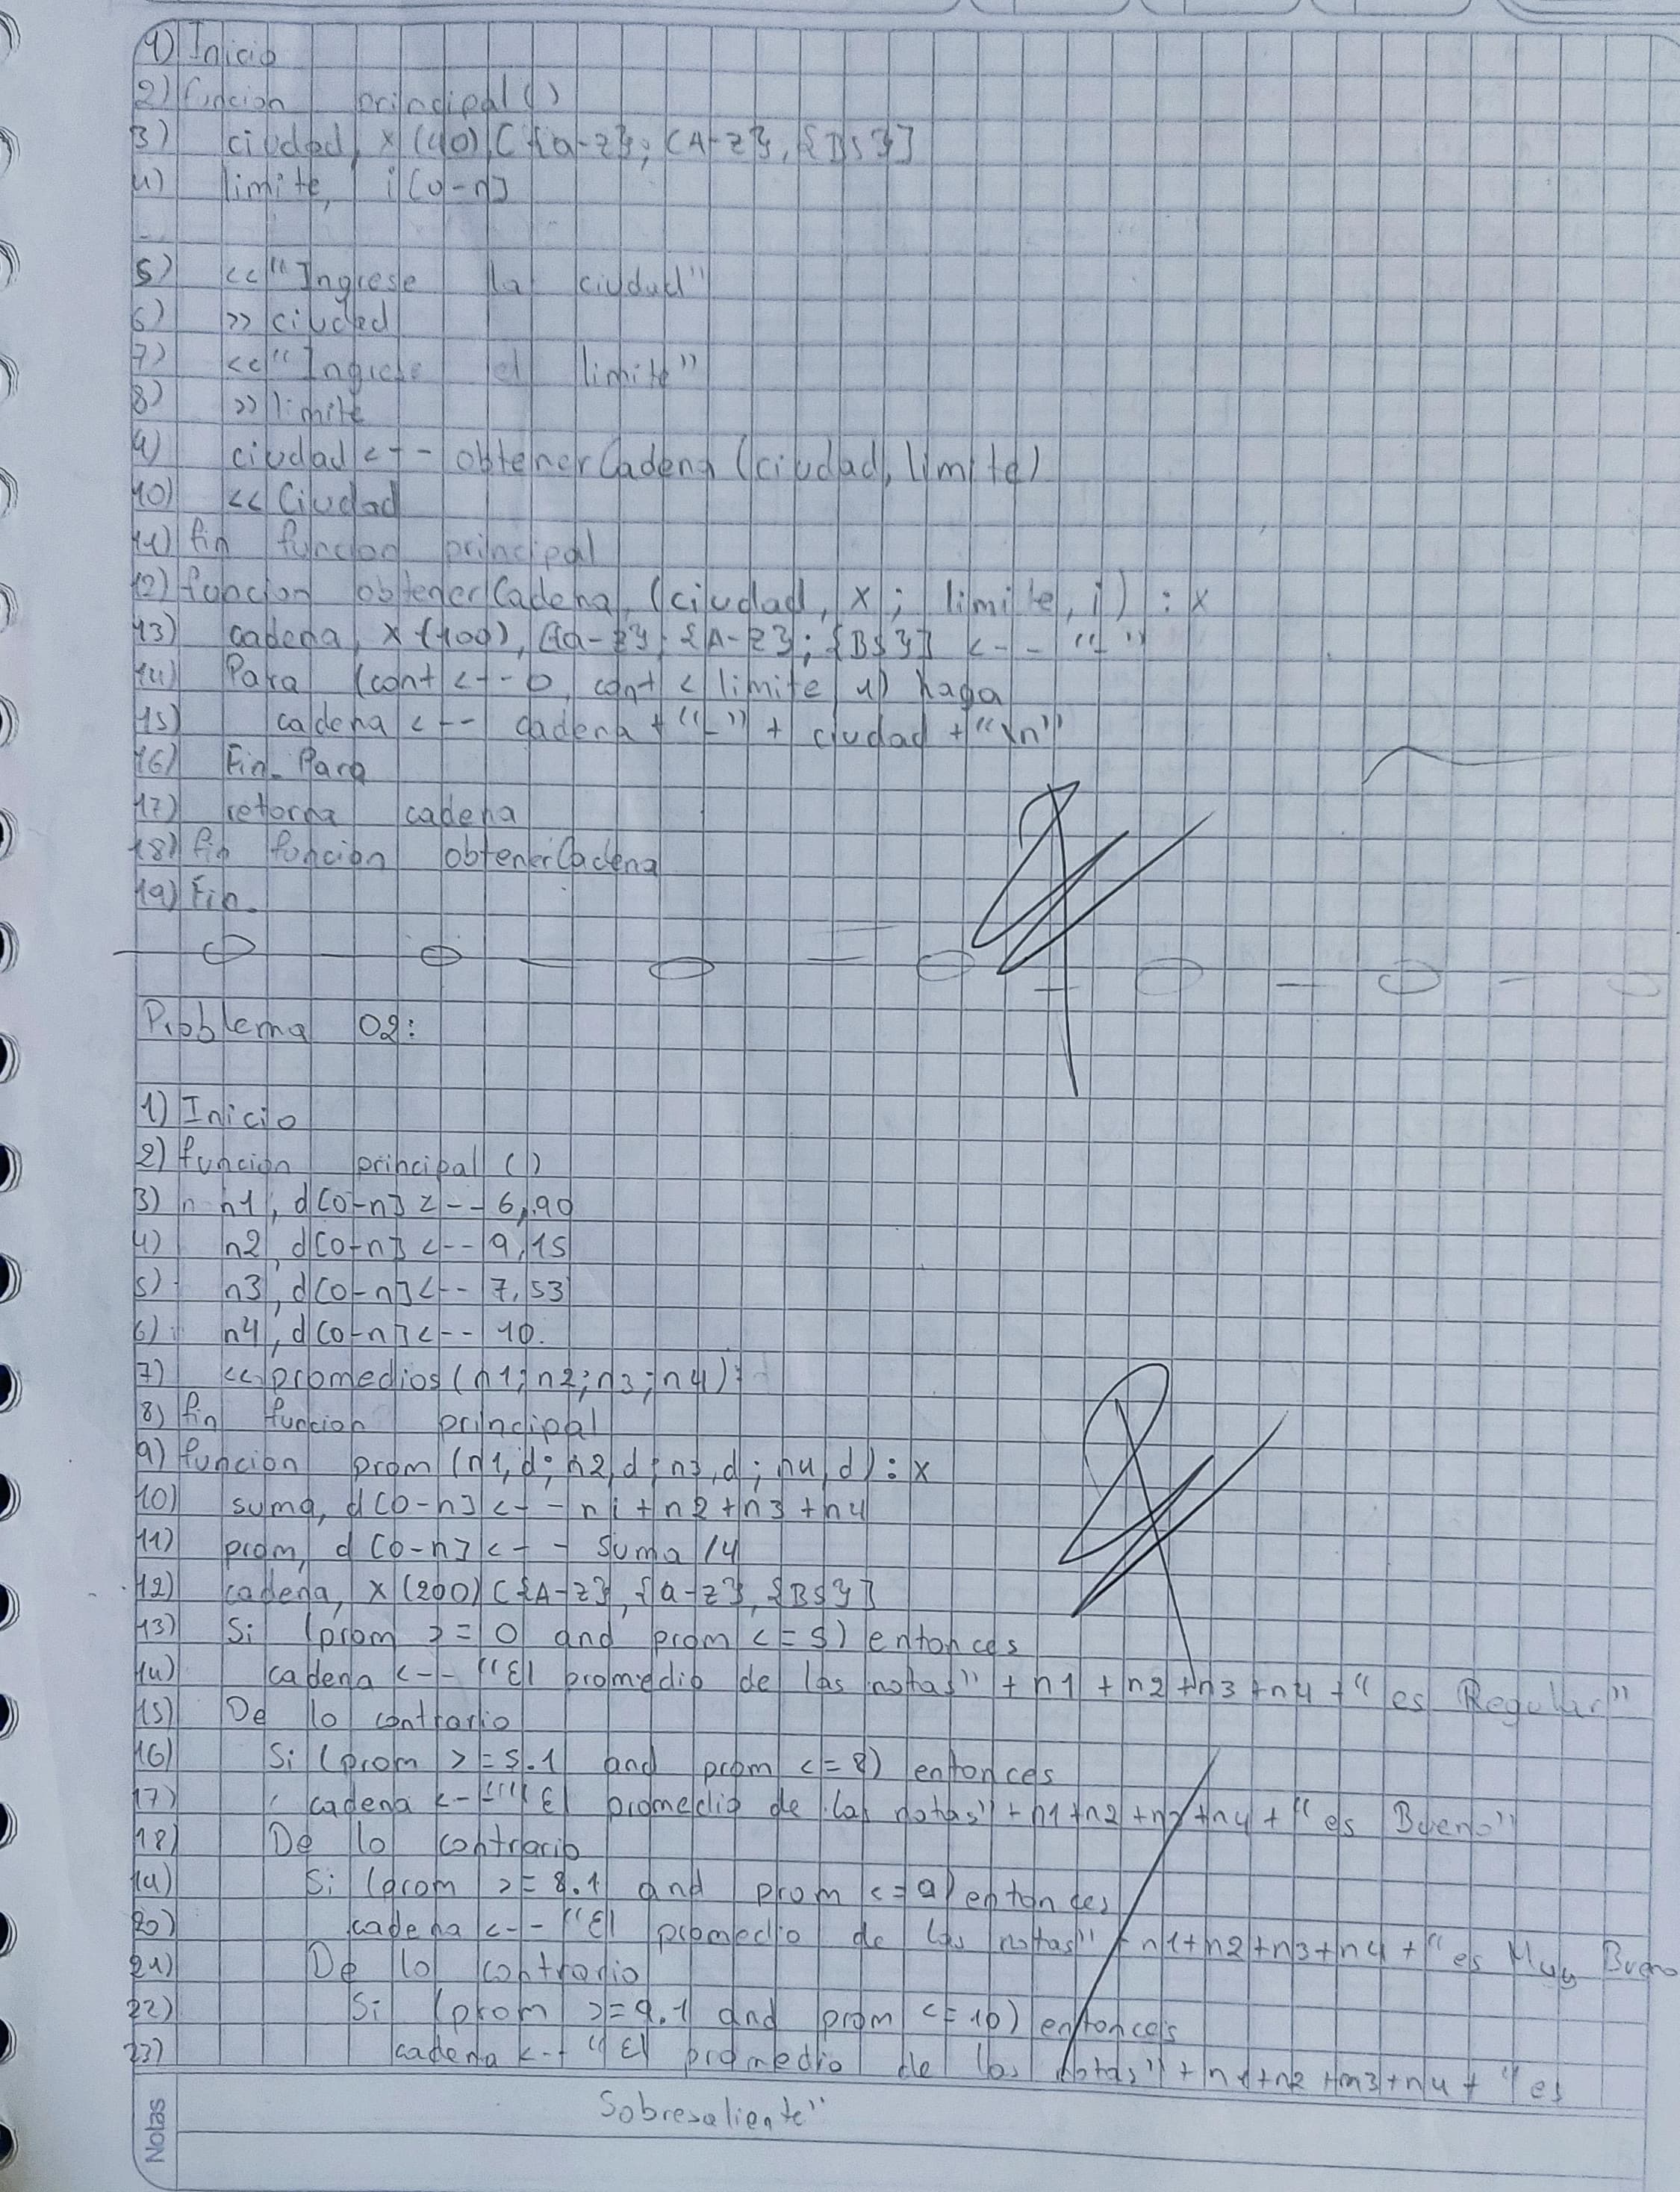 1) Inicio
2) funcion principal()
3) ciudad, x(40),[{a-z}; {A-Z}, {BS}]
4) limite, i[0-n]
5) <<"Ingrese la ciudad"
6) >> ciudad
7) <<"Ingrese el limite"
8) >> limite
9) ciudad <-- obtenerCadena (ciudad, limite)
10) << Ciudad
11) fin funcion principal
12) funcion obtenerCadena, (ciudad, x; limite, i) : x
13) cadena, x(100), [{a-z}; {A-Z}; {BS}] <-- "-"
14) Para (cont <-- 0, cont < limite, 1) haga
15) cadena <-- cadena + "-" + ciudad + "\n"
16) Fin-Para
17) retorna cadena
18) fin funcion obtenerCadena
19) Fin.
Problema 02:
1) Inicio
2) funcion principal ()
3) n1, d[0-n] <-- 6,90
4) n2, d[0-n] <-- 9,15
5) n3, d[0-n] <-- 7,53
6) n4, d[0-n] <-- 10.
7) << promedios (n1; n2; n3; n4);
8) fin funcion principal
9) funcion prom (n1, d; n2, d; n3, d; n4, d) : x
10) suma, d[0-n] <-- n1 + n2 + n3 + n4
11) prom, d [0-n] <-- suma /4
12) cadena, x(200) [{A-Z}, {a-z}, {BS}]
13) Si (prom >= 0 and prom <= 5) entonces
14) cadena <-- "El promedio de las notas" + n1 + n2 + n3 + n4 + " es Regular"
15) De lo contrario
16) Si (prom >= 5.1 and prom <= 8) entonces
17) cadena <-- "El promedio de las notas" + n1 + n2 + n3 + n4 + " es Bueno"
18) De lo contrario
19) Si (prom >= 8.1 and prom <= 9) entonces
20) cadena <-- "El promedio de las notas" + n1 + n2 + n3 + n4 + " es Muy Bueno
21) De lo contrario
22) Si (prom >= 9.1 and prom <= 10) entonces
23) cadena <-- "El promedio de las notas" + n1 + n2 + n3 + n4 + " es
Sobresaliente"
Notas